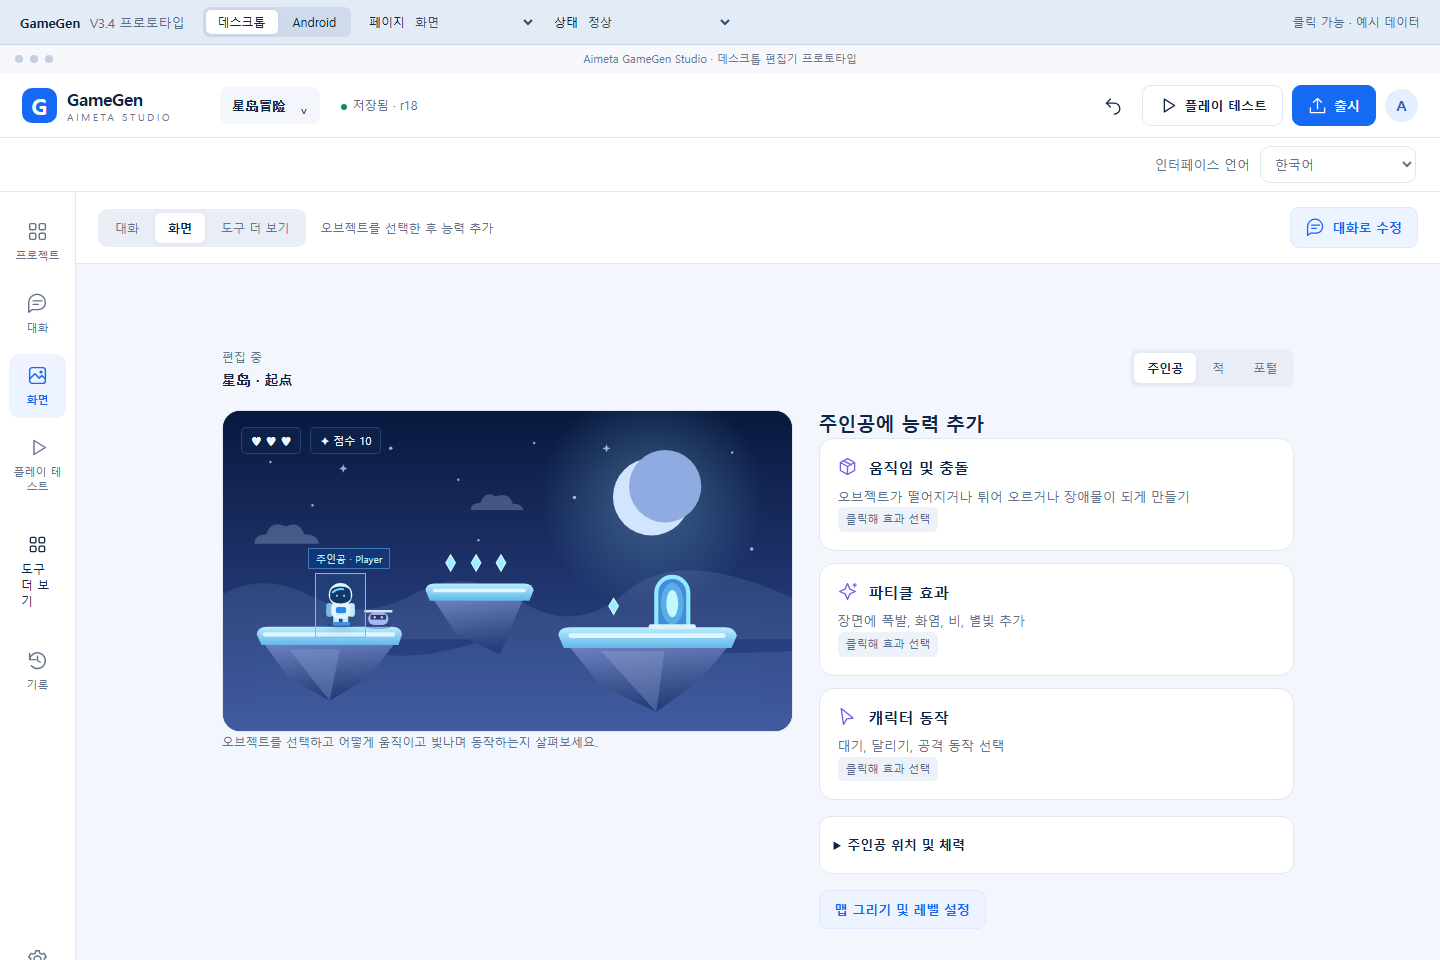 GameGen V3.4 프로토타입 데스크톱 Android 페이지 화면 상태 정상 클릭 가능 · 예시 데이터
Aimeta GameGen Studio · 데스크톱 편집기 프로토타입
G GameGen
AIMETA STUDIO
星岛冒险
저장됨 · r18
플레이 테스트
출시
A
인터페이스 언어 한국어
프로젝트
대화
화면
플레이 테
스트
도구
더 보
기
기록
대화 화면 도구 더 보기 오브젝트를 선택한 후 능력 추가
대화로 수정
편집 중
星岛 · 起点
주인공 적 포털
점수 10
주인공 · Player
오브젝트를 선택하고 어떻게 움직이고 빛나며 동작하는지 살펴보세요.
주인공에 능력 추가
움직임 및 충돌
오브젝트가 떨어지거나 튀어 오르거나 장애물이 되게 만들기
클릭해 효과 선택
파티클 효과
장면에 폭발, 화염, 비, 별빛 추가
클릭해 효과 선택
캐릭터 동작
대기, 달리기, 공격 동작 선택
클릭해 효과 선택
주인공 위치 및 체력
맵 그리기 및 레벨 설정